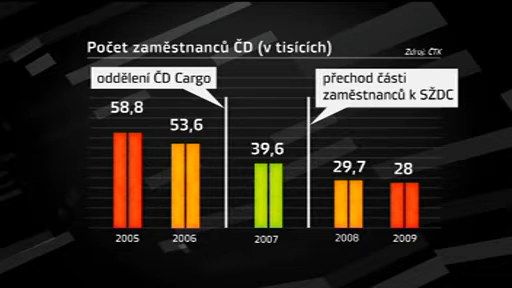 Počet zaměstnanců ČD (v tisících)
Zdroj: ČTK
oddělení ČD Cargo
přechod části
zaměstnanců k SŽDC
58,8
53,6
39,6
29,7
28
2005
2006
2007
2008
2009